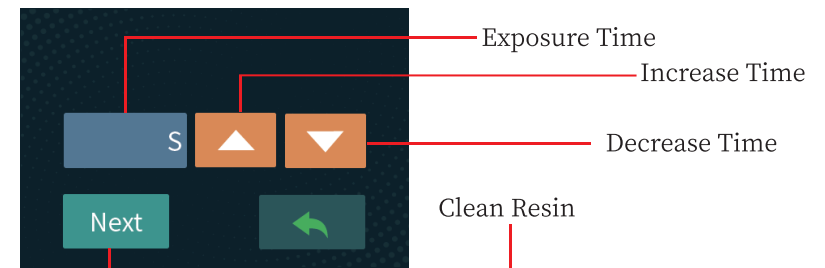 Exposure Time
Increase Time
S
Decrease Time
Clean Resin
Next